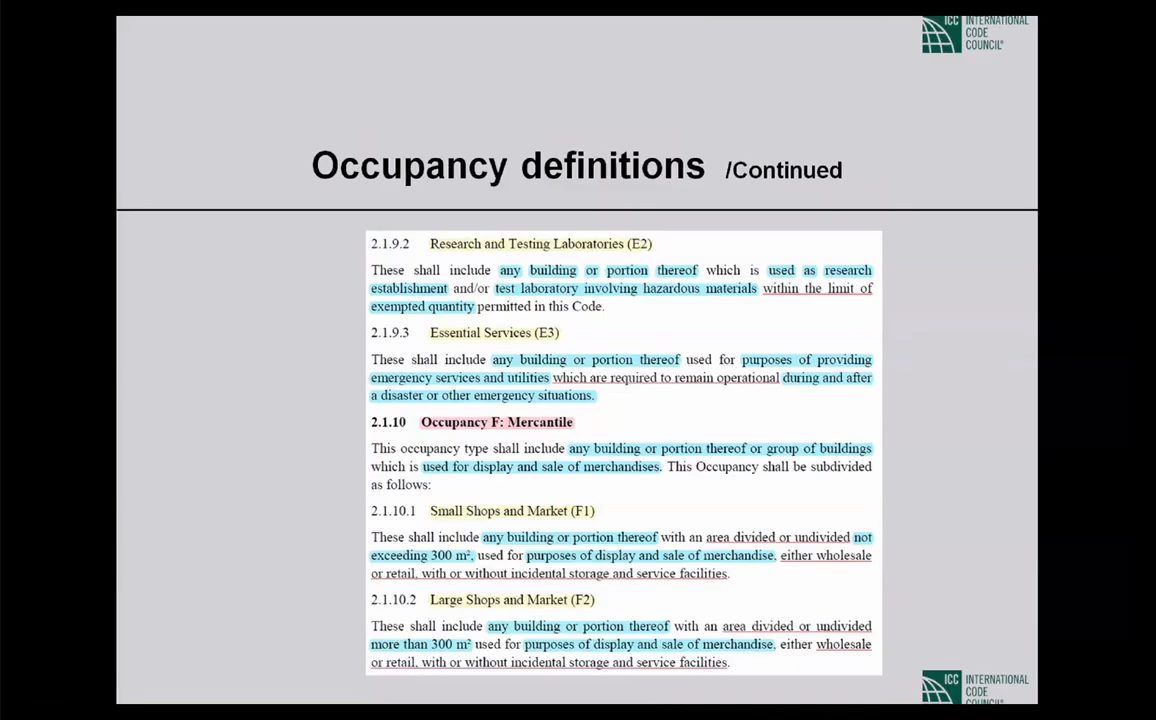 ICC INTERNATIONAL
CODE
COUNCIL®
Occupancy definitions /Continued
2.1.9.2 Research and Testing Laboratories (E2)
These shall include any building or portion thereof which is used as research
establishment and/or test laboratory involving hazardous materials within the limit of
exempted quantity permitted in this Code.
2.1.9.3 Essential Services (E3)
These shall include any building or portion thereof used for purposes of providing
emergency services and utilities which are required to remain operational during and after
a disaster or other emergency situations.
2.1.10 Occupancy F: Mercantile
This occupancy type shall include any building or portion thereof or group of buildings
which is used for display and sale of merchandises. This Occupancy shall be subdivided
as follows:
2.1.10.1 Small Shops and Market (F1)
These shall include any building or portion thereof with an area divided or undivided not
exceeding 300 m², used for purposes of display and sale of merchandise, either wholesale
or retail, with or without incidental storage and service facilities.
2.1.10.2 Large Shops and Market (F2)
These shall include any building or portion thereof with an area divided or undivided
more than 300 m² used for purposes of display and sale of merchandise, either wholesale
or retail, with or without incidental storage and service facilities.
ICC INTERNATIONAL
CODE
COUNCIL®